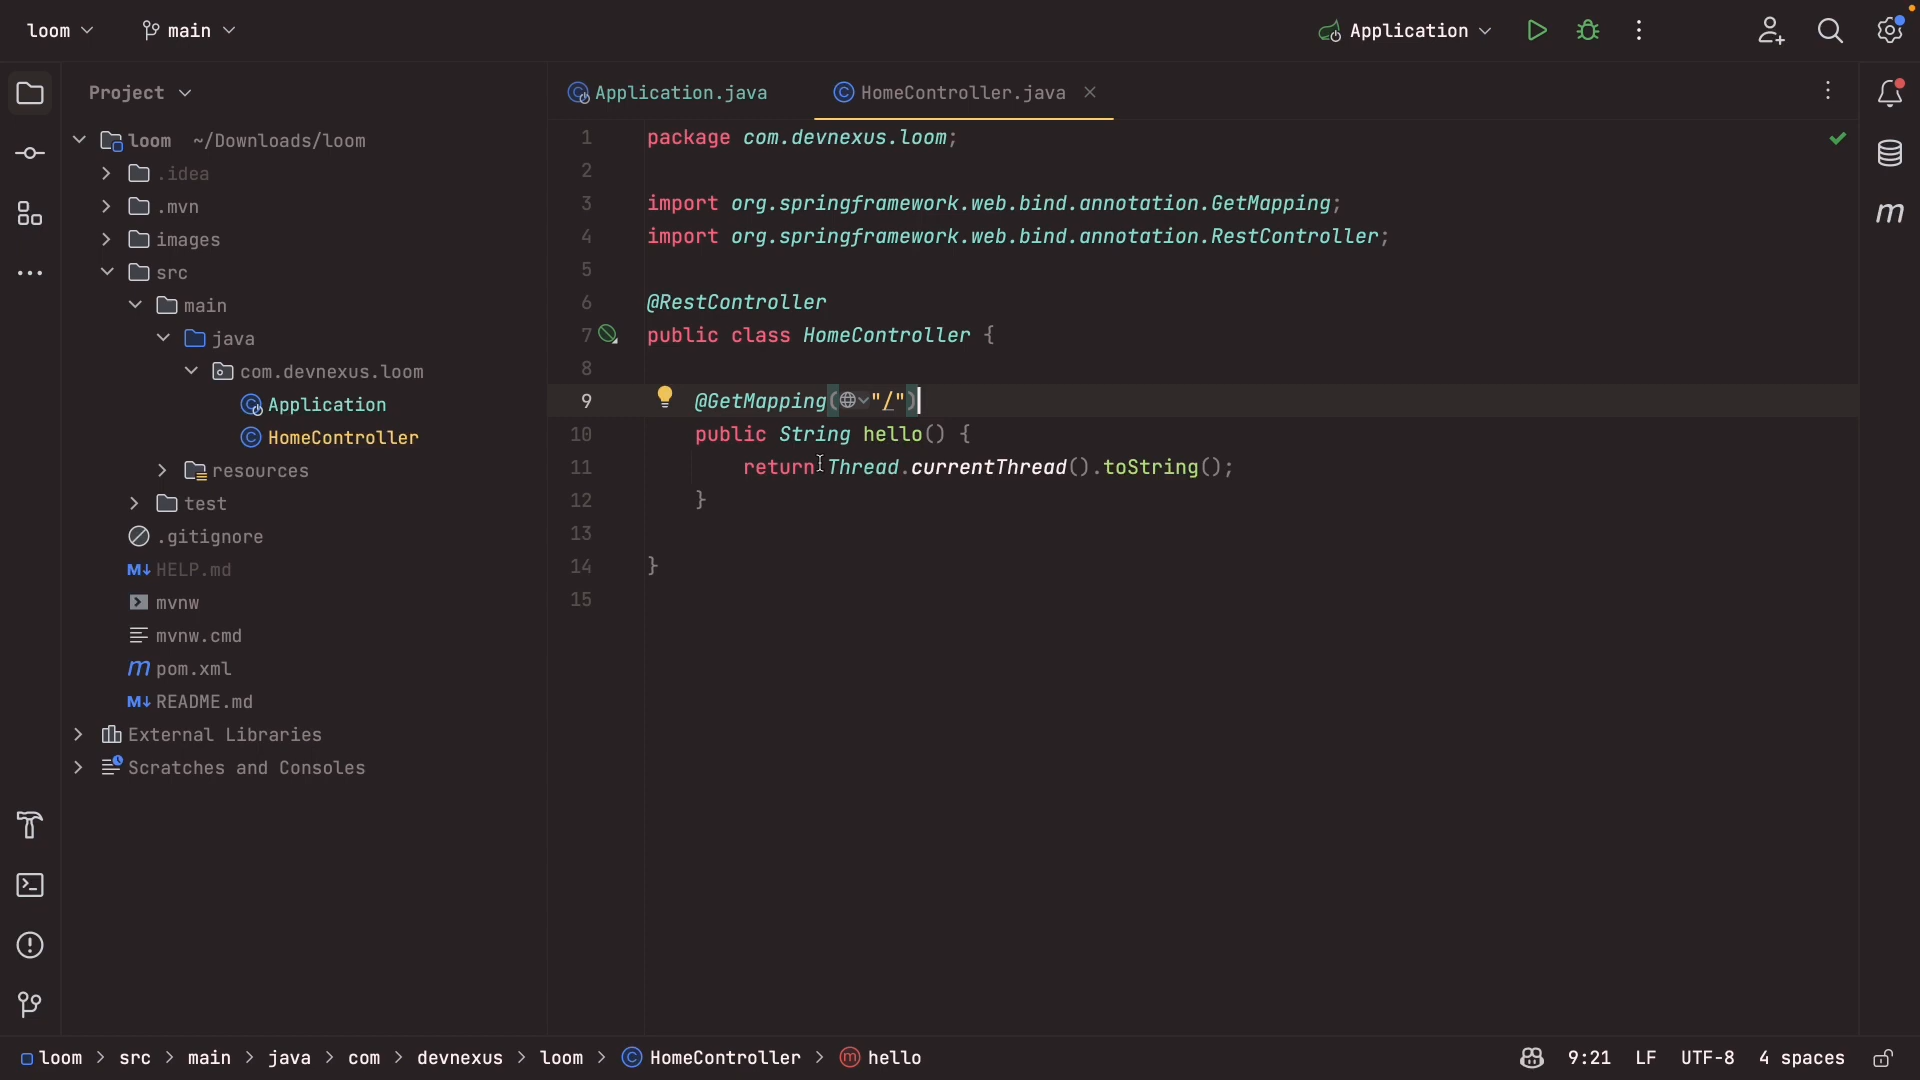 loom
main
Application
Project
Application.java
HomeController.java
loom ~/Downloads/loom
.idea
.mvn
images
src
main
java
com.devnexus.loom
Application
HomeController
resources
test
.gitignore
M↓ HELP.md
mvnw
mvnw.cmd
m pom.xml
M↓ README.md
External Libraries
Scratches and Consoles
1 package com.devnexus.loom;
2
3 import org.springframework.web.bind.annotation.GetMapping;
4 import org.springframework.web.bind.annotation.RestController;
5
6 @RestController
7 public class HomeController {
8
9 @GetMapping("/")
10 public String hello() {
11 return Thread.currentThread().toString();
12 }
13
14 }
15
m
loom > src > main > java > com > devnexus > loom > C HomeController > m hello
9:21 LF UTF-8 4 spaces